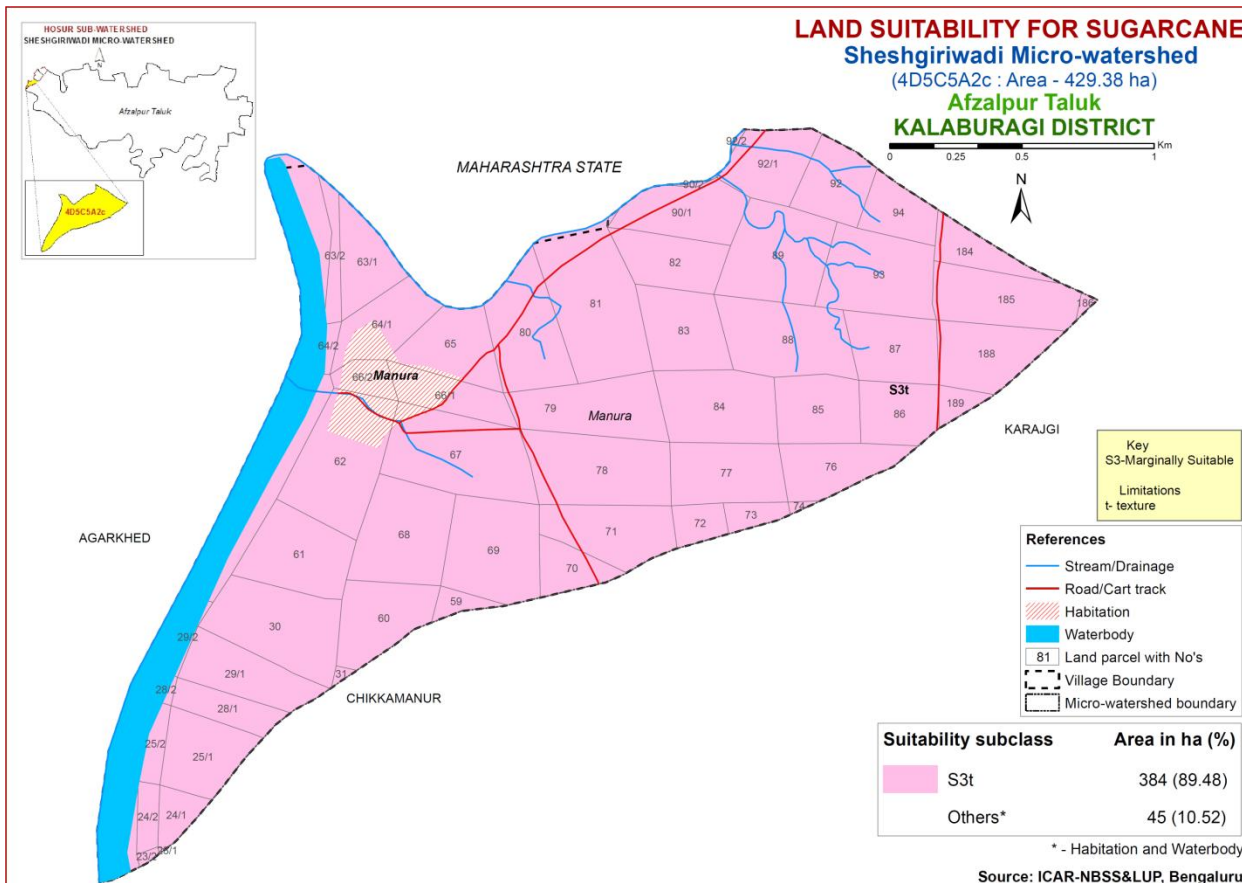 HOSUR SUB-WATERSHED
SHESHGIRIWADI MICRO-WATERSHED
N
Afzalpur Taluk
4D5C5A2c
LAND SUITABILITY FOR SUGARCANE
Sheshgiriwadi Micro-watershed
(4D5C5A2c : Area - 429.38 ha)
Afzalpur Taluk
KALABURAGI DISTRICT
0 0.25 0.5 1
Km
N
MAHARASHTRA STATE
92/2
92/1
92
90/2
90/1
94
184
63/2
63/1
82
89
93
185
186
81
64/1
80
83
88
87
188
64/2
65
66/2
Manura
66/1
79
Manura
84
85
S3t
86
189
KARAJGI
62
67
78
77
76
74
73
72
71
AGARKHED
61
68
69
70
59
60
30
29/2
29/1
31
CHIKKAMANUR
28/2
28/1
25/2
25/1
24/2
24/1
23/2
Key
S3-Marginally Suitable
Limitations
t- texture
References
Stream/Drainage
Road/Cart track
Habitation
Waterbody
81 Land parcel with No's
Village Boundary
Micro-watershed boundary
Suitability subclass Area in ha (%)
S3t 384 (89.48)
Others* 45 (10.52)
* - Habitation and Waterbody
Source: ICAR-NBSS&LUP, Bengaluru